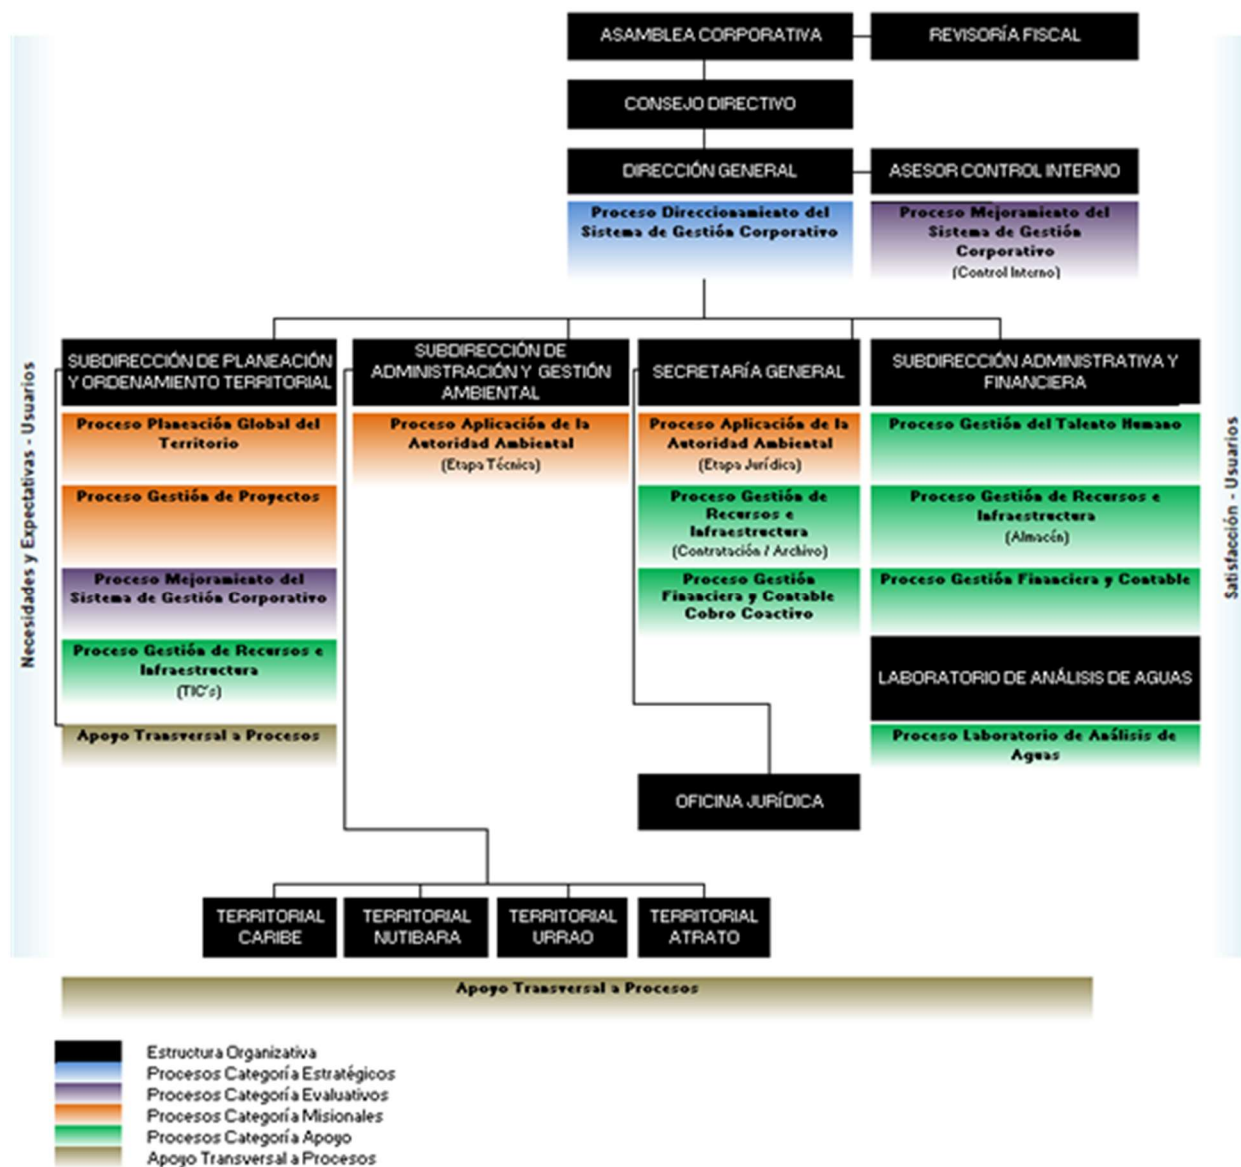 ASAMBLEA CORPORATIVA
REVISORÍA FISCAL
CONSEJO DIRECTIVO
DIRECCIÓN GENERAL
ASESOR CONTROL INTERNO
Proceso Direccionamiento del
Sistema de Gestión Corporativo
Proceso Mejoramiento del
Sistema de Gestión
Corporativo
(Control Interno)
Necesidades y Expectativas - Usuarios
SUBDIRECCIÓN DE PLANEACIÓN
Y ORDENAMIENTO TERRITORIAL
Proceso Planeación Global del
Territorio
Proceso Gestión de Proyectos
Proceso Mejoramiento del
Sistema de Gestión Corporativo
Proceso Gestión de Recursos e
Infraestructura
(TIC's)
Apoyo Transversal a Procesos
SUBDIRECCIÓN DE
ADMINISTRACIÓN Y GESTIÓN
AMBIENTAL
Proceso Aplicación de la
Autoridad Ambiental
(Etapa Técnica)
SECRETARÍA GENERAL
Proceso Aplicación de la
Autoridad Ambiental
(Etapa Jurídica)
Proceso Gestión de
Recursos e
Infraestructura
(Contratación / Archivo)
Proceso Gestión
Financiera y Contable
Cobro Coactivo
OFICINA JURÍDICA
SUBDIRECCIÓN ADMINISTRATIVA Y
FINANCIERA
Proceso Gestión del Talento Humano
Proceso Gestión de Recursos e
Infraestructura
(Almacén)
Proceso Gestión Financiera y Contable
LABORATORIO DE ANÁLISIS DE AGUAS
Proceso Laboratorio de Análisis de
Aguas
Satisfacción - Usuarios
TERRITORIAL
CARIBE
TERRITORIAL
NUTIBARA
TERRITORIAL
URRAO
TERRITORIAL
ATRATO
Apoyo Transversal a Procesos
Estructura Organizativa
Procesos Categoría Estratégicos
Procesos Categoría Evaluativos
Procesos Categoría Misionales
Procesos Categoría Apoyo
Apoyo Transversal a Procesos